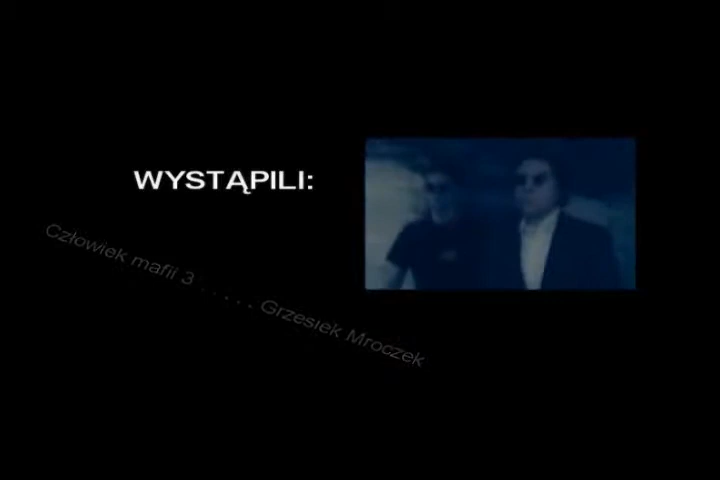 WYSTĄPILI:
Człowiek mafii 3 . . . . . Grzesiek Mroczek